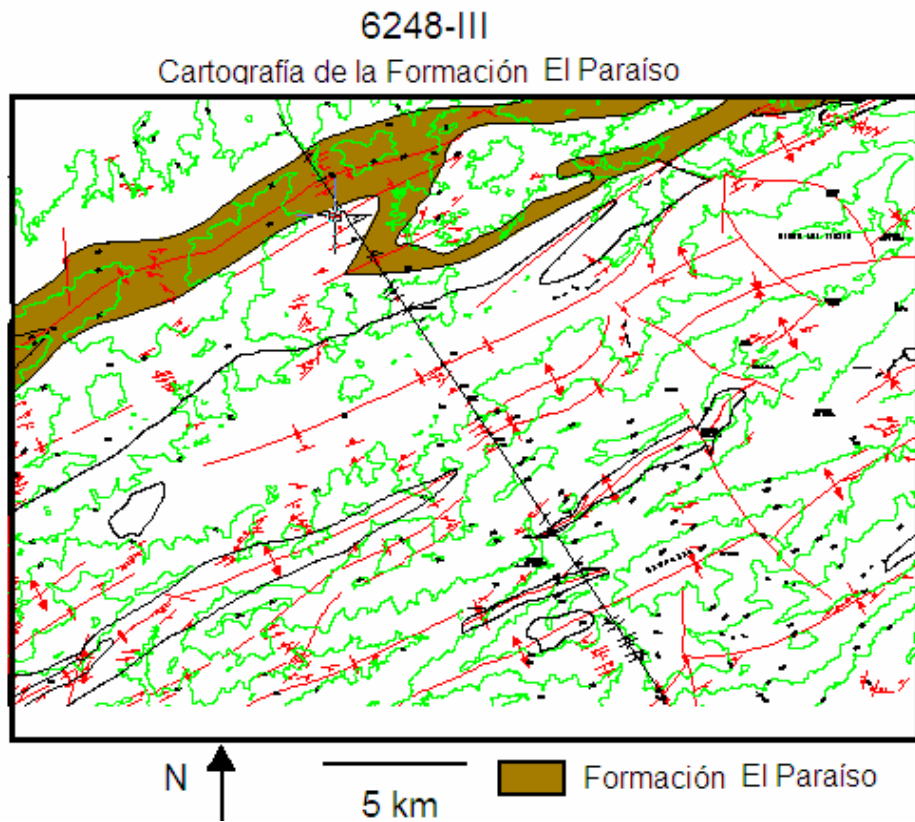 6248-III
Cartografía de la Formación El Paraíso
N
5 km
Formación El Paraíso